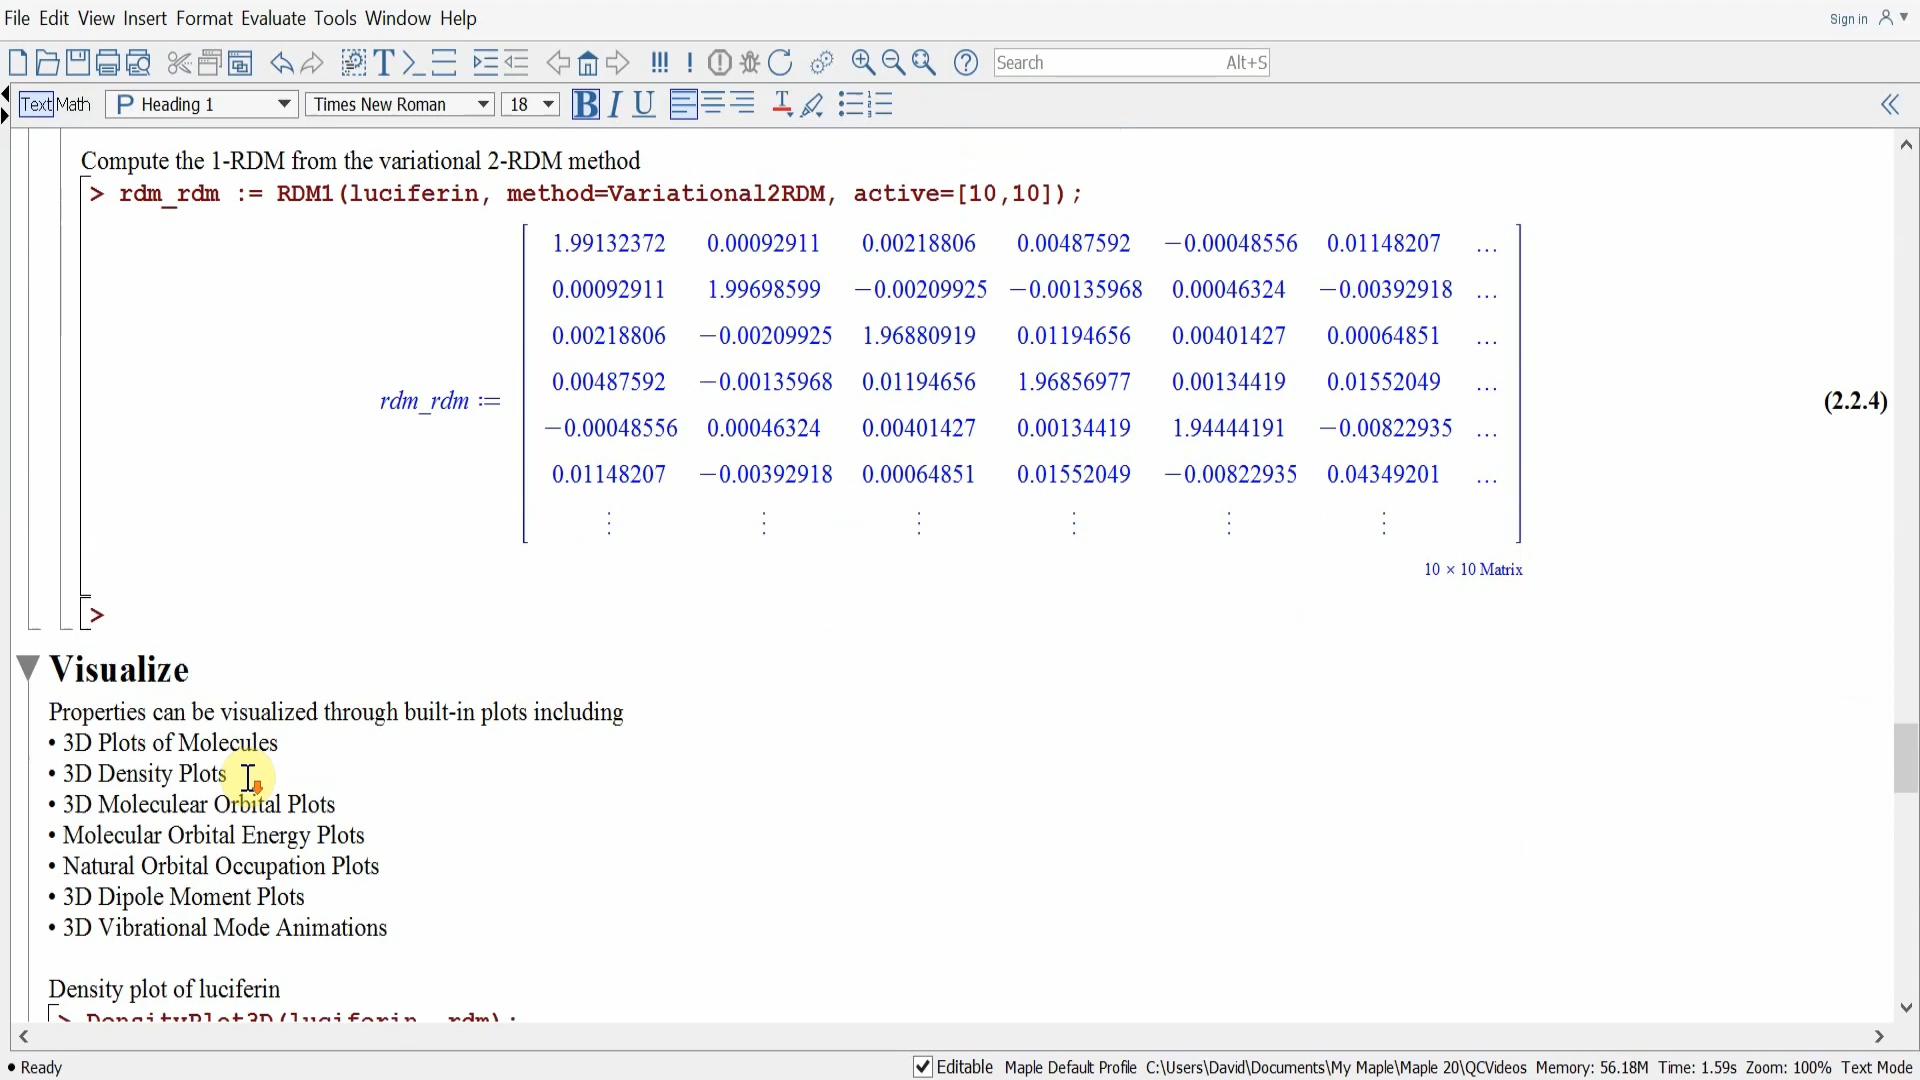 File Edit View Insert Format Evaluate Tools Window Help
Sign in
Search Alt+S
Text Math P Heading 1 Times New Roman 18 B I U
Compute the 1-RDM from the variational 2-RDM method
> rdm_rdm := RDM1(luciferin, method=Variational2RDM, active=[10,10]);
1.99132372 0.00092911 0.00218806 0.00487592 −0.00048556 0.01148207 ...
0.00092911 1.99698599 −0.00209925 −0.00135968 0.00046324 −0.00392918 ...
0.00218806 −0.00209925 1.96880919 0.01194656 0.00401427 0.00064851 ...
0.00487592 −0.00135968 0.01194656 1.96856977 0.00134419 0.01552049 ...
rdm_rdm :=
(2.2.4)
−0.00048556 0.00046324 0.00401427 0.00134419 1.94444191 −0.00822935 ...
0.01148207 −0.00392918 0.00064851 0.01552049 −0.00822935 0.04349201 ...
⋮ ⋮ ⋮ ⋮ ⋮ ⋮
10 × 10 Matrix
>
Visualize
Properties can be visualized through built-in plots including
• 3D Plots of Molecules
• 3D Density Plots
• 3D Moleculear Orbital Plots
• Molecular Orbital Energy Plots
• Natural Orbital Occupation Plots
• 3D Dipole Moment Plots
• 3D Vibrational Mode Animations
Density plot of luciferin
> DensityPlot3D(luciferin, rdm);
• Ready Editable Maple Default Profile C:\Users\David\Documents\My Maple\Maple 20\QCVideos Memory: 56.18M Time: 1.59s Zoom: 100% Text Mode